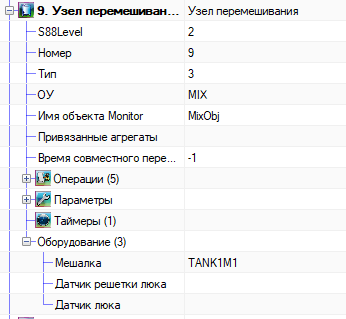 9. Узел перемешиван... Узел перемешивания
S88Level 2
Номер 9
Тип 3
ОУ MIX
Имя объекта Monitor MixObj
Привязанные агрегаты
Время совместного пере... -1
Операции (5)
Параметры
Таймеры (1)
Оборудование (3)
Мешалка TANK1M1
Датчик решетки люка
Датчик люка